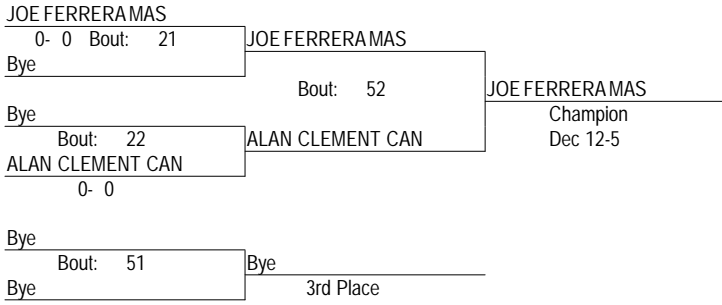 JOE FERRERA MAS
0- 0 Bout: 21
Bye
JOE FERRERA MAS
Bout: 52
JOE FERRERA MAS
Champion
Dec 12-5
Bye
Bout: 22
ALAN CLEMENT CAN
ALAN CLEMENT CAN
0- 0
Bye
Bout: 51
Bye
Bye
3rd Place